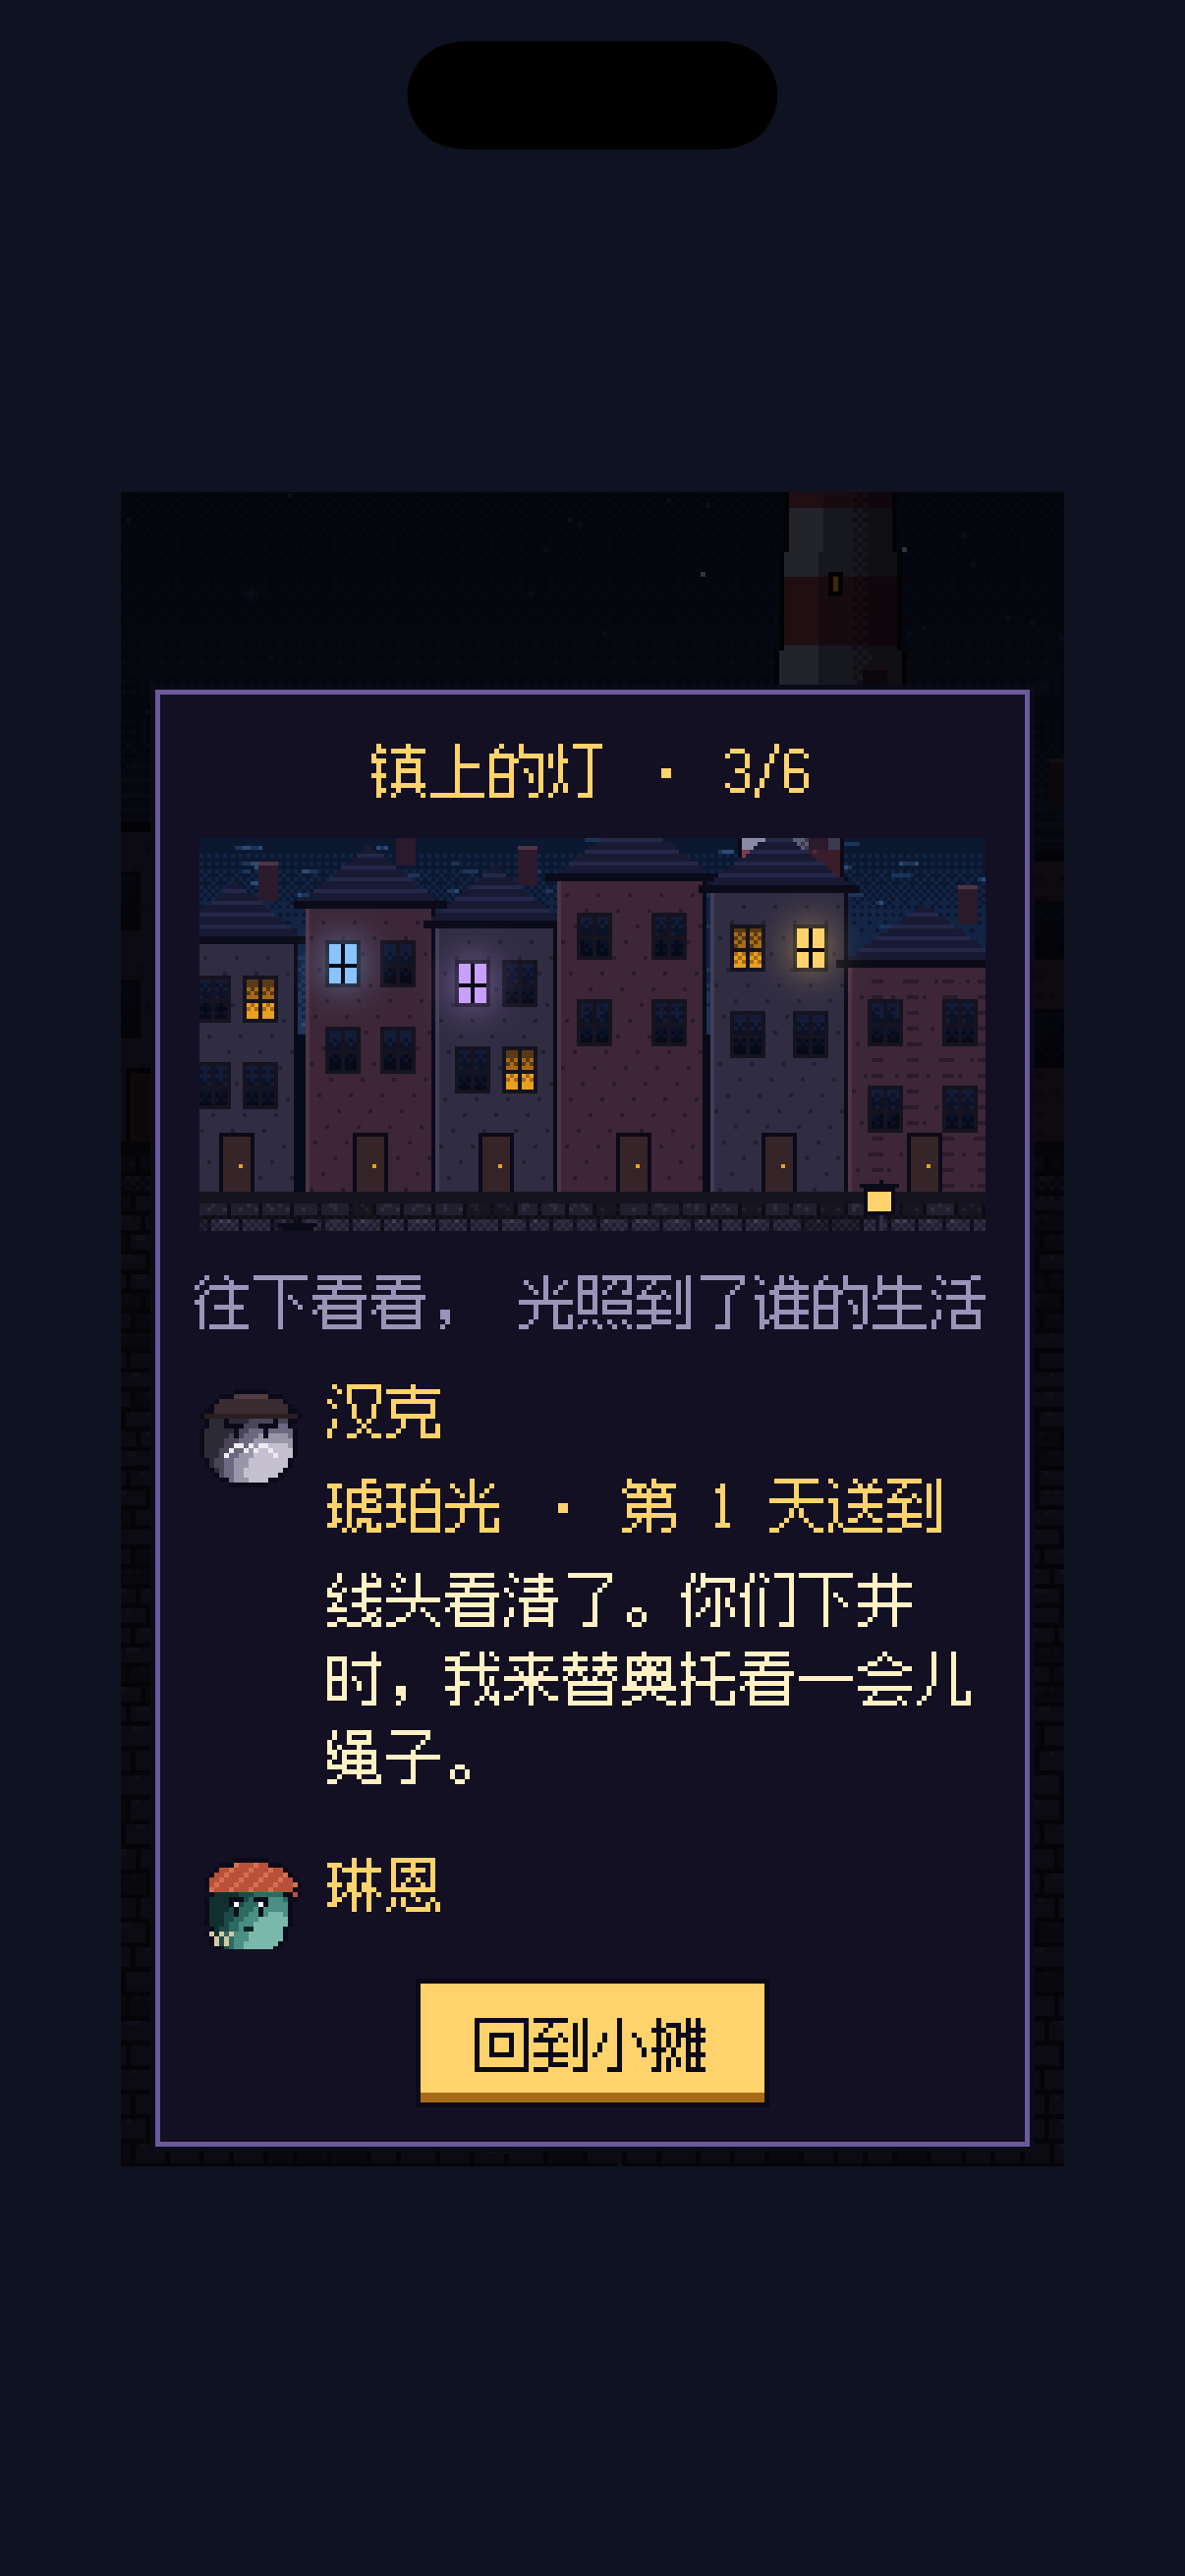 镇上的灯 · 3/6
往下看看， 光照到了谁的生活
汉克
琥珀光 · 第 1 天送到
线头看清了。你们下井
时，我来替奥托看一会儿
绳子。
琳恩
回到小摊